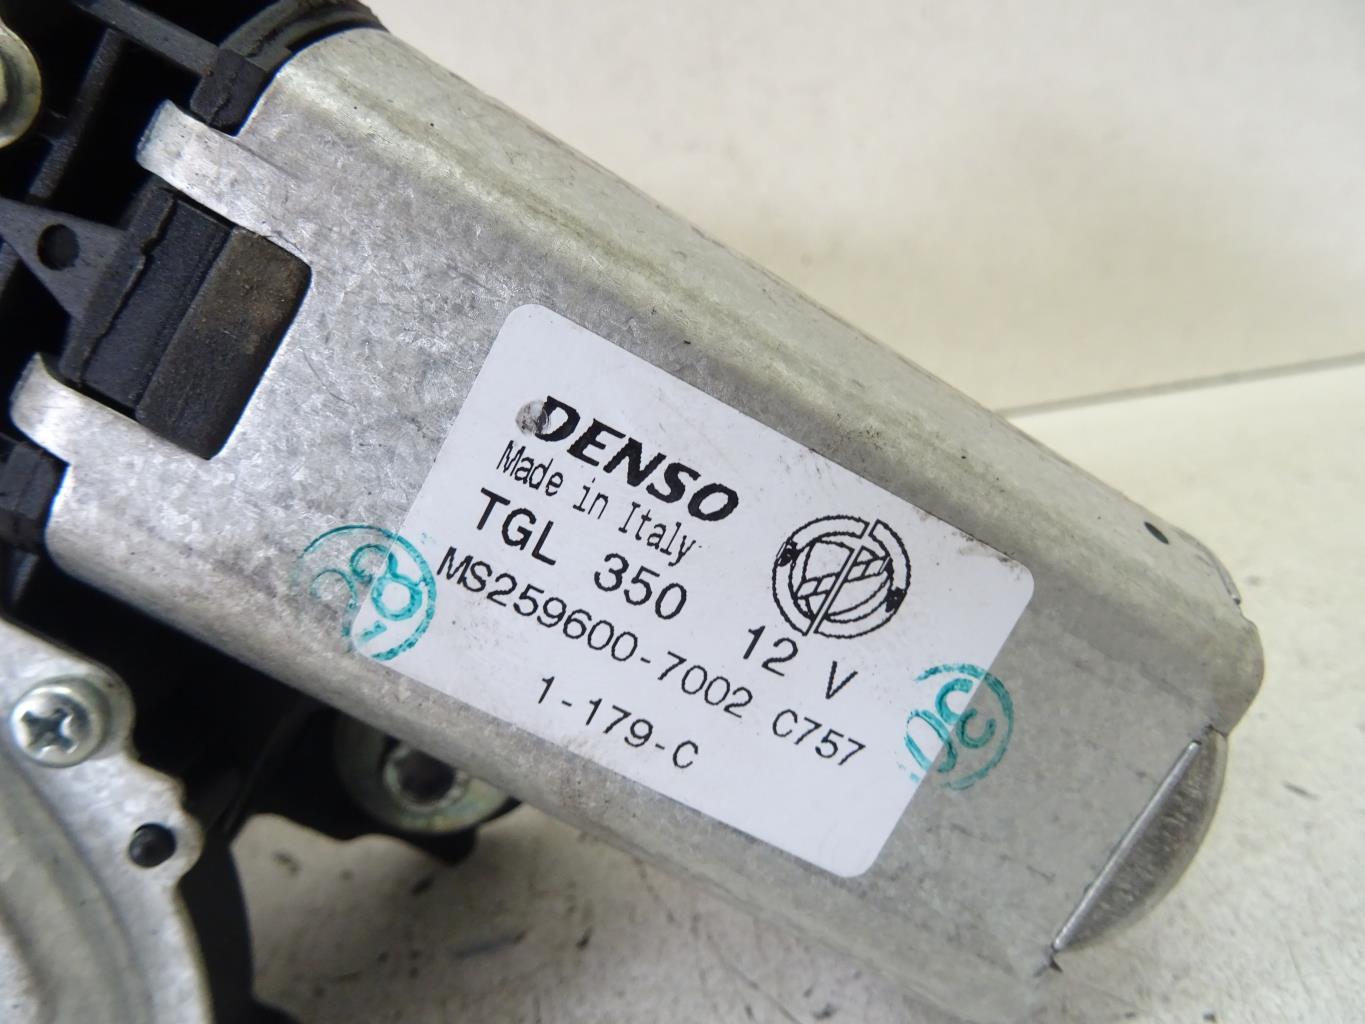 DENSO
Made in Italy
TGL 350 12 V
MS259600-7002 C757
1-179-C